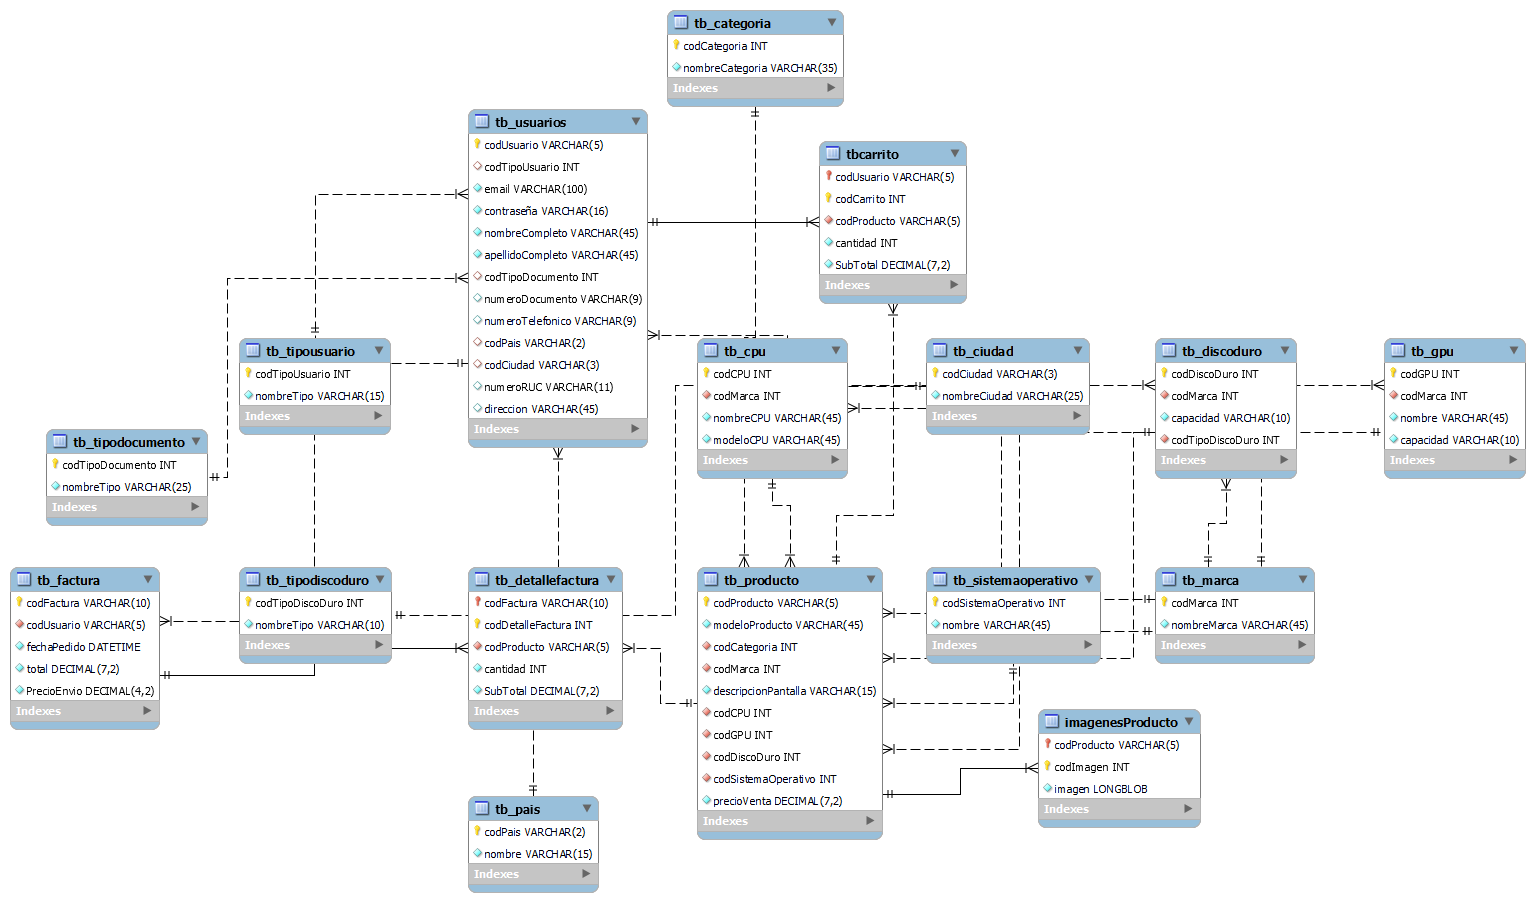 tb_categoria
codCategoria INT
nombreCategoria VARCHAR(35)
Indexes
tb_usuarios
codUsuario VARCHAR(5)
codTipoUsuario INT
email VARCHAR(100)
contraseña VARCHAR(16)
nombreCompleto VARCHAR(45)
apellidoCompleto VARCHAR(45)
codTipoDocumento INT
numeroDocumento VARCHAR(9)
numeroTelefonico VARCHAR(9)
codPais VARCHAR(2)
codCiudad VARCHAR(3)
numeroRUC VARCHAR(11)
direccion VARCHAR(45)
Indexes
tbcarrito
codUsuario VARCHAR(5)
codCarrito INT
codProducto VARCHAR(5)
cantidad INT
SubTotal DECIMAL(7,2)
Indexes
tb_tipousuario
codTipoUsuario INT
nombreTipo VARCHAR(15)
Indexes
tb_cpu
codCPU INT
codMarca INT
nombreCPU VARCHAR(45)
modeloCPU VARCHAR(45)
Indexes
tb_ciudad
codCiudad VARCHAR(3)
nombreCiudad VARCHAR(25)
Indexes
tb_discoduro
codDiscoDuro INT
codMarca INT
capacidad VARCHAR(10)
codTipoDiscoDuro INT
Indexes
tb_gpu
codGPU INT
codMarca INT
nombre VARCHAR(45)
capacidad VARCHAR(10)
Indexes
tb_tipodocumento
codTipoDocumento INT
nombreTipo VARCHAR(25)
Indexes
tb_factura
codFactura VARCHAR(10)
codUsuario VARCHAR(5)
fechaPedido DATETIME
total DECIMAL(7,2)
PrecioEnvio DECIMAL(4,2)
Indexes
tb_tipodiscoduro
codTipoDiscoDuro INT
nombreTipo VARCHAR(10)
Indexes
tb_detallefactura
codFactura VARCHAR(10)
codDetalleFactura INT
codProducto VARCHAR(5)
cantidad INT
SubTotal DECIMAL(7,2)
Indexes
tb_producto
codProducto VARCHAR(5)
modeloProducto VARCHAR(45)
codCategoria INT
codMarca INT
descripcionPantalla VARCHAR(15)
codCPU INT
codGPU INT
codDiscoDuro INT
codSistemaOperativo INT
precioVenta DECIMAL(7,2)
Indexes
tb_sistemaoperativo
codSistemaOperativo INT
nombre VARCHAR(45)
Indexes
tb_marca
codMarca INT
nombreMarca VARCHAR(45)
Indexes
imagenesProducto
codProducto VARCHAR(5)
codImagen INT
imagen LONGBLOB
Indexes
tb_pais
codPais VARCHAR(2)
nombre VARCHAR(15)
Indexes